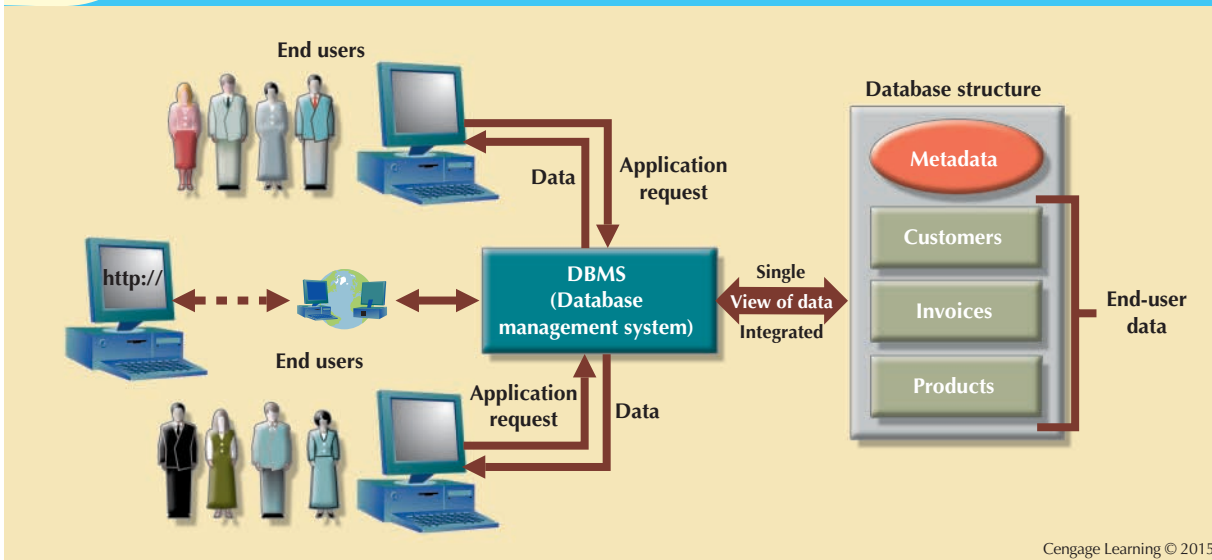 End users
Data
Application
request
http://
DBMS
(Database
management system)
Single
View of data
Integrated
End users
Application
request
Data
Database structure
Metadata
Customers
Invoices
Products
End-user
data
Cengage Learning © 2015